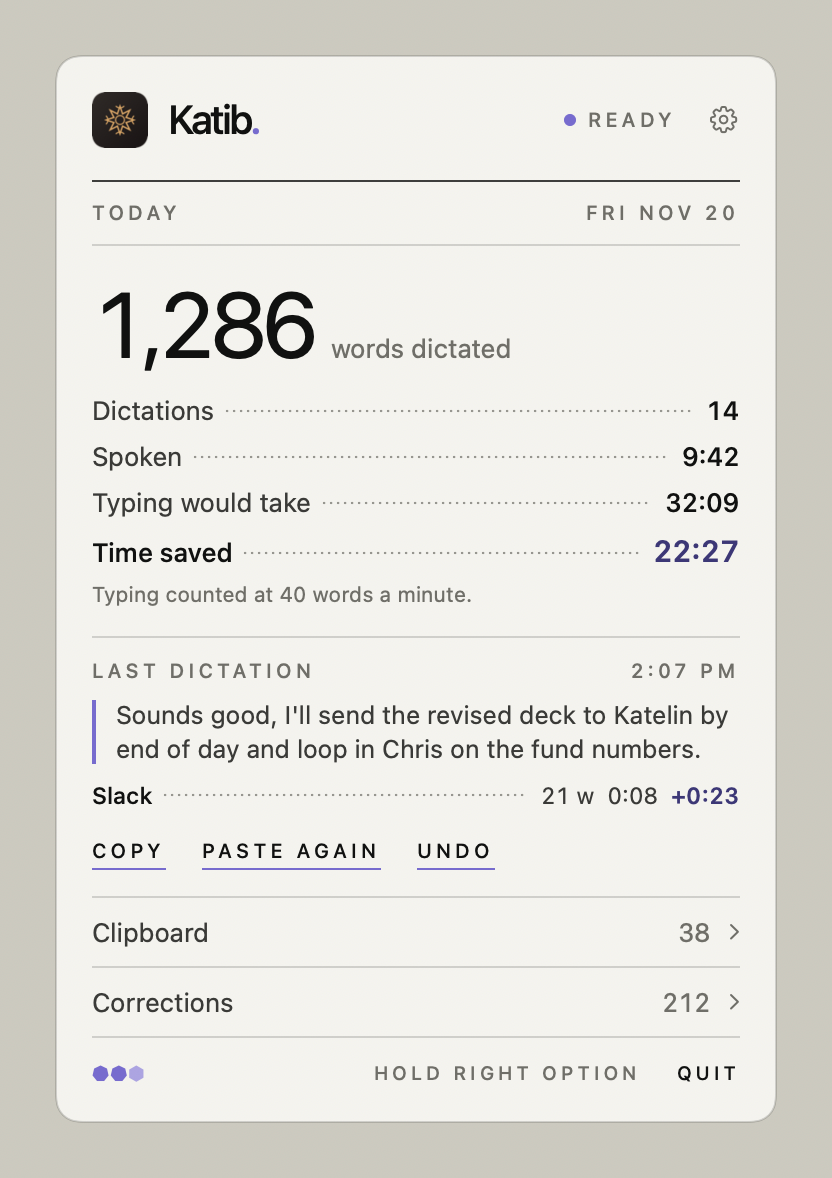 Katib.
READY
TODAY
FRI NOV 20
1,286 words dictated
Dictations 14
Spoken 9:42
Typing would take 32:09
Time saved 22:27
Typing counted at 40 words a minute.
LAST DICTATION
2:07 PM
Sounds good, I'll send the revised deck to Katelin by
end of day and loop in Chris on the fund numbers.
Slack 21 w 0:08 +0:23
COPY PASTE AGAIN UNDO
Clipboard 38
Corrections 212
HOLD RIGHT OPTION QUIT